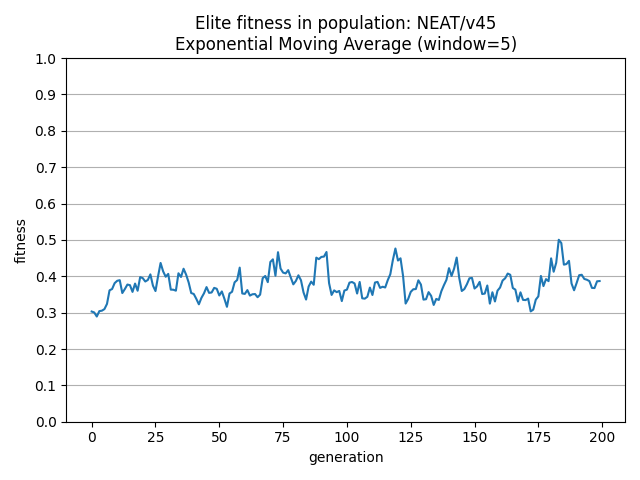 Elite fitness in population: NEAT/v45
Exponential Moving Average (window=5)
1.0
0.9
0.8
0.7
0.6
0.5
0.4
0.3
0.2
0.1
0.0
fitness
0 25 50 75 100 125 150 175 200
generation